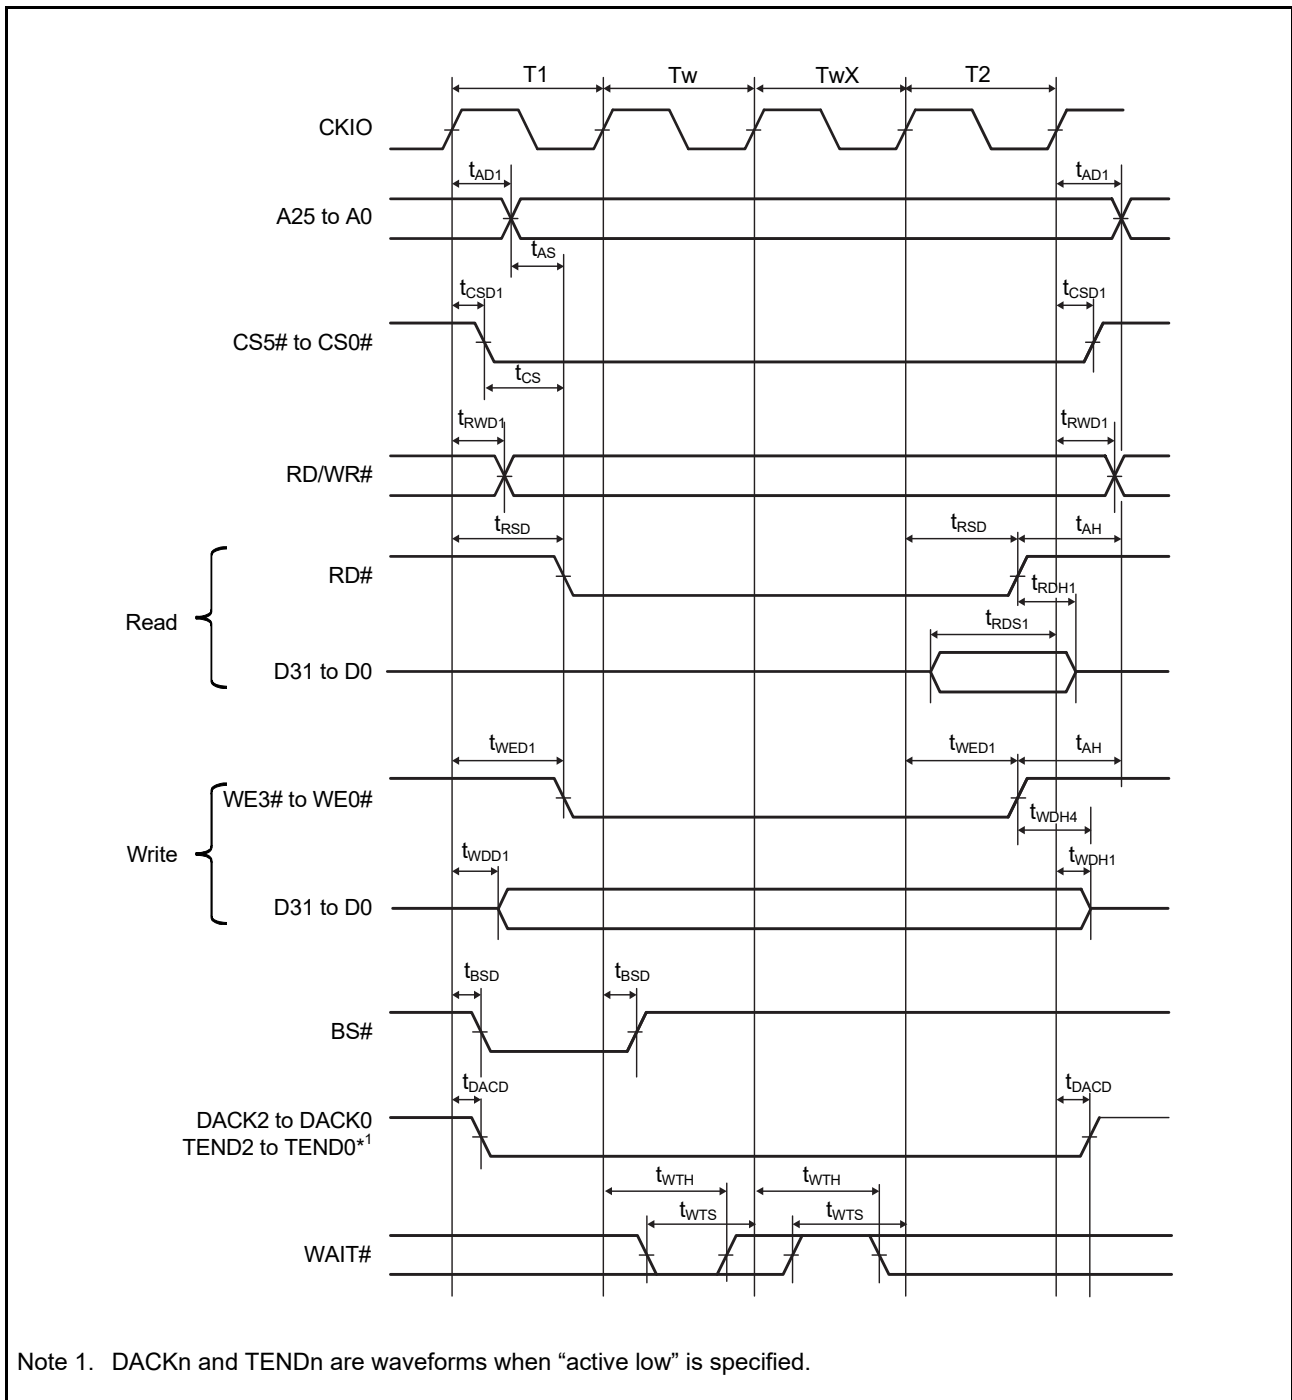 T1 Tw TwX T2
CKIO
tAD1 tAD1
A25 to A0
tAS
tCSD1 tCSD1
CS5# to CS0#
tCS
tRWD1 tRWD1
RD/WR#
tRSD tRSD tAH
RD#
tRDH1
Read
tRDS1
D31 to D0
tWED1 tWED1 tAH
WE3# to WE0#
tWDH4
Write
tWDD1 tWDH1
D31 to D0
tBSD tBSD
BS#
tDACD tDACD
DACK2 to DACK0
TEND2 to TEND0*1
tWTH tWTH
tWTS tWTS
WAIT#
Note 1. DACKn and TENDn are waveforms when “active low” is specified.